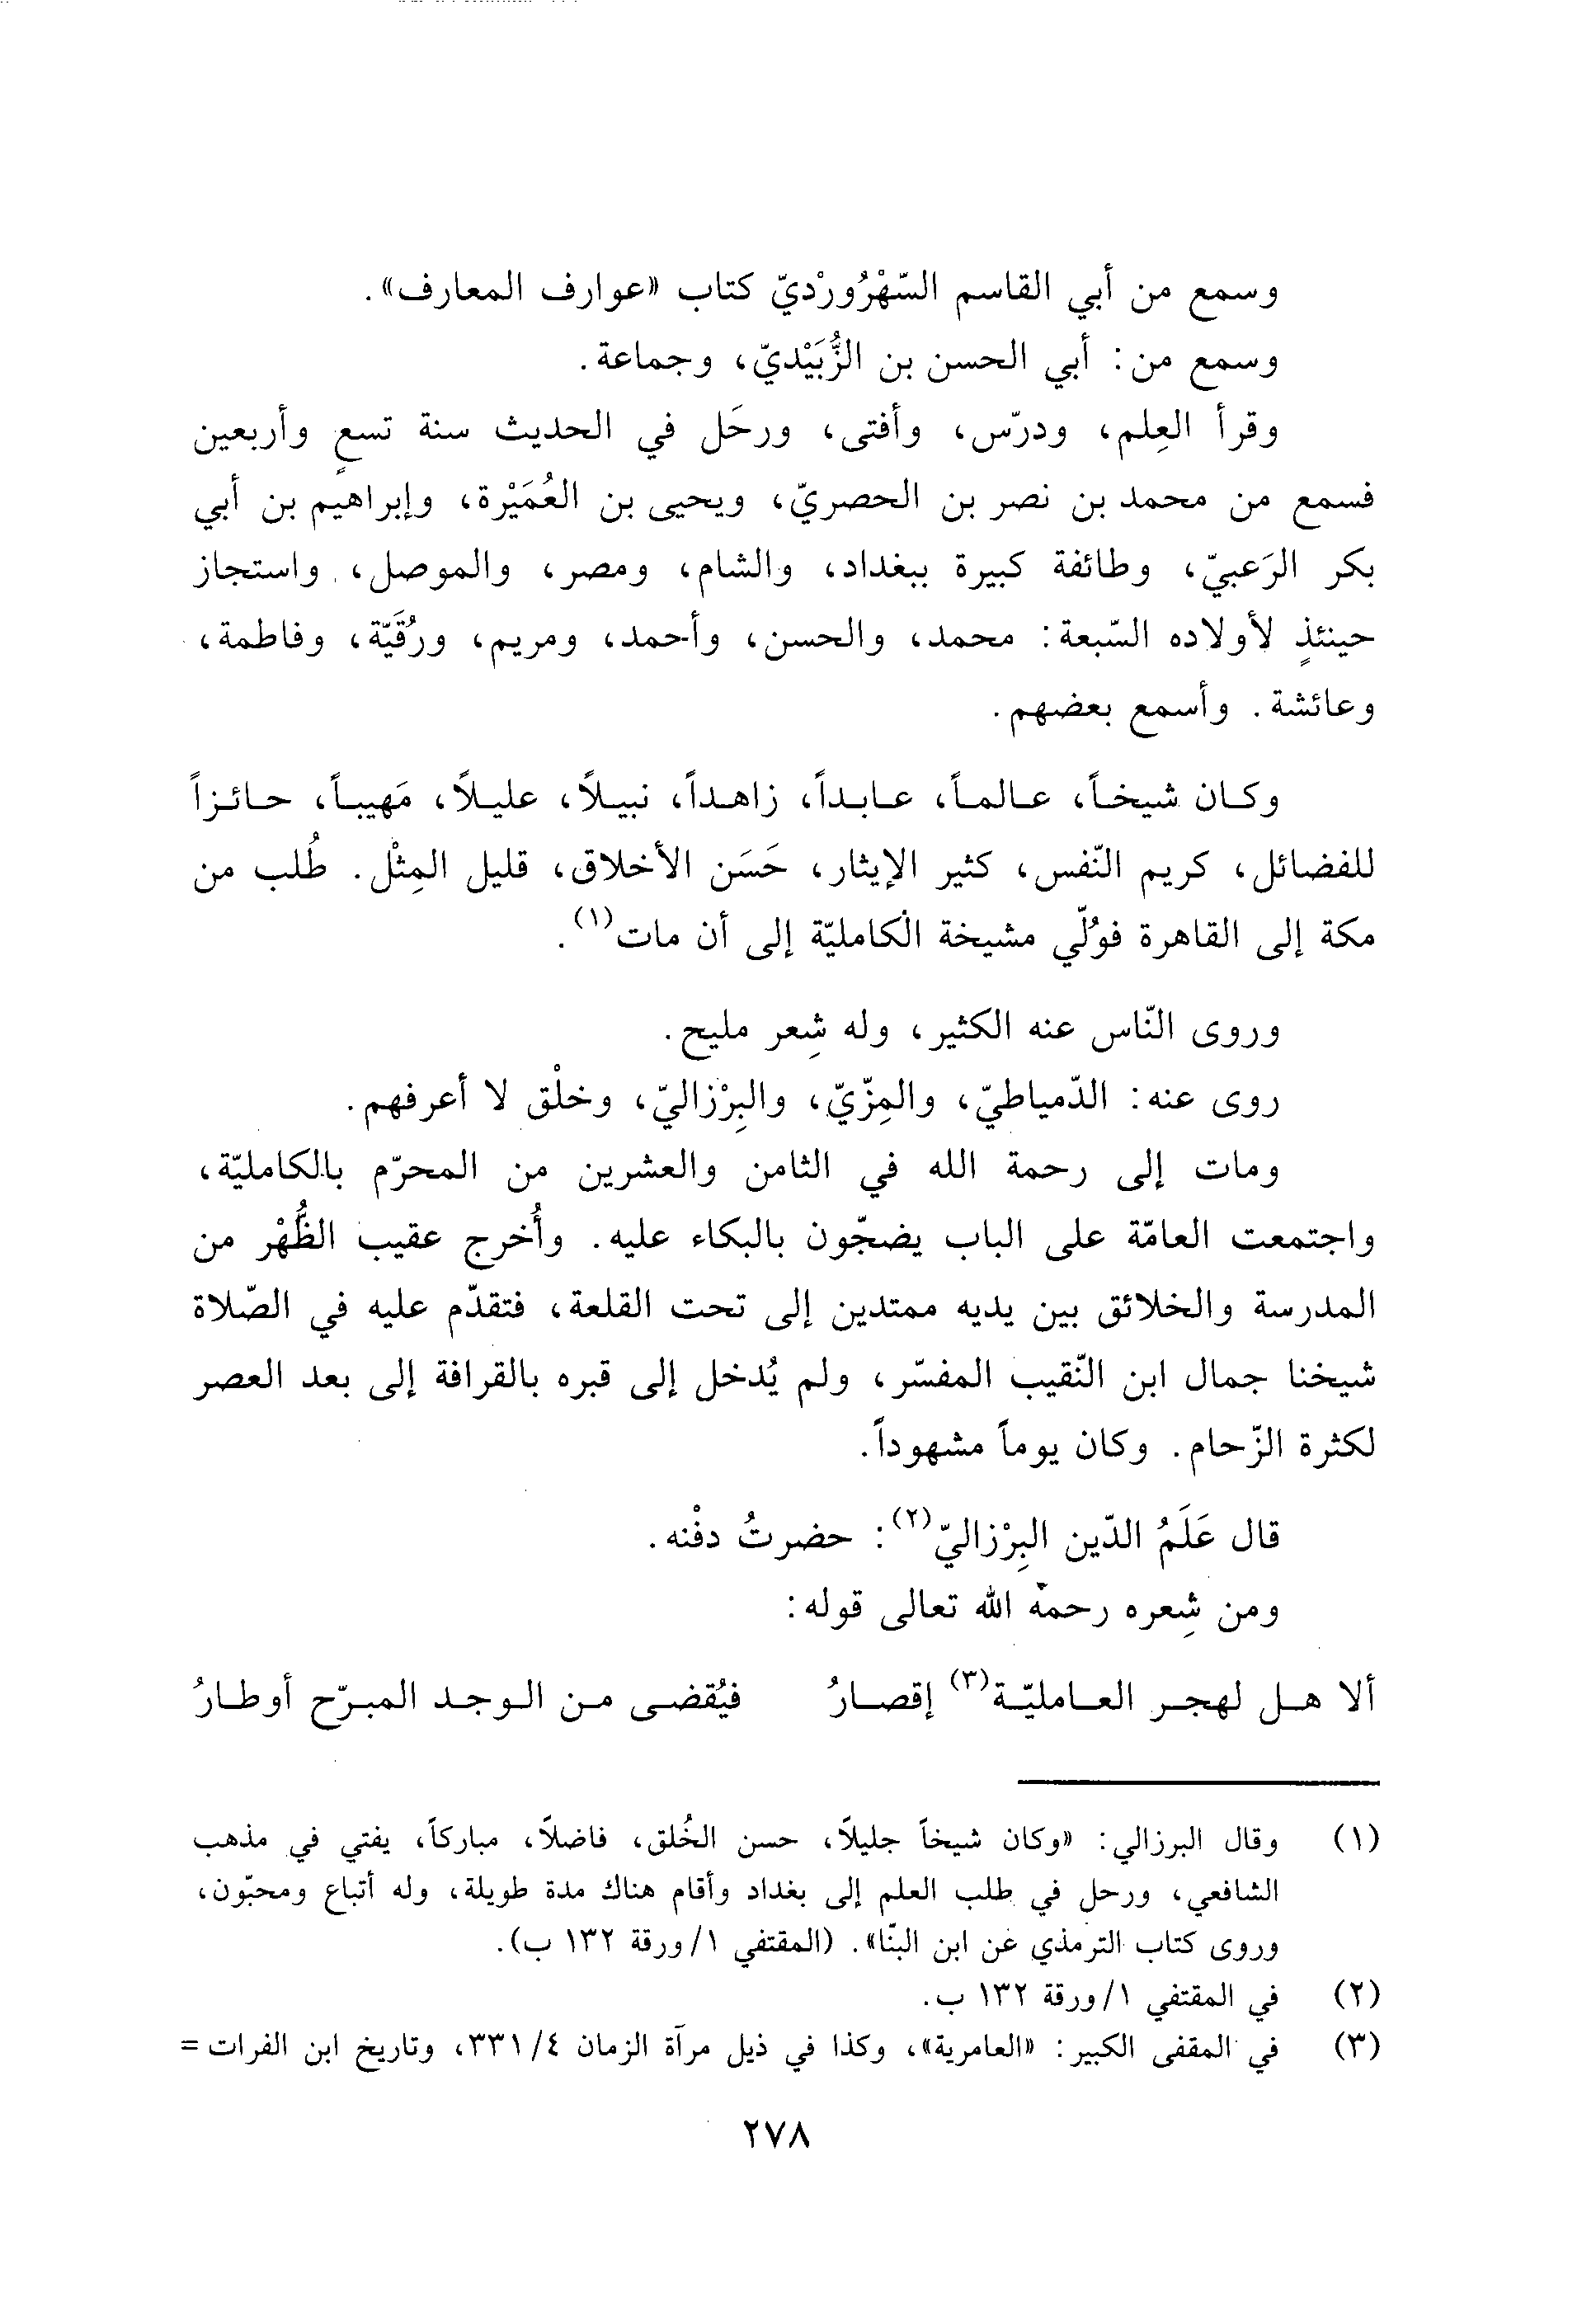 وسمع من أبي القاسم السّهْرُورْديّ كتاب «عوارف المعارف».
وسمع من: أبي الحسن بن الزُّبَيْديّ، وجماعة.
وقرأ العِلم، ودرّس، وأفتى، ورحَل في الحديث سنة تسعٍ وأربعين
فسمع من محمد بن نصر بن الحصريّ، ويحيى بن العُمَيْرة، وإبراهيم بن أبي
بكر الرَعبيّ، وطائفة كبيرة ببغداد، والشام، ومصر، والموصل، واستجاز
حينئذٍ لأولاده السّبعة: محمد، والحسن، وأحمد، ومريم، ورُقَيّة، وفاطمة،
وعائشة. وأسمع بعضهم.
وكان شيخاً، عالماً، عابداً، زاهداً، نبيلاً، عليلاً، مَهيباً، حائزاً
للفضائل، كريم النّفس، كثير الإيثار، حَسَن الأخلاق، قليل المِثْل. طُلب من
مكة إلى القاهرة فوُلّي مشيخة الكامليّة إلى أن مات(١).
وروى النّاس عنه الكثير، وله شِعر مليح.
روى عنه: الدّمياطيّ، والمِزّيّ، والبِرْزاليّ، وخلْق لا أعرفهم.
ومات إلى رحمة الله في الثامن والعشرين من المحرّم بالكامليّة،
واجتمعت العامّة على الباب يضجّون بالبكاء عليه. وأُخرج عقيب الظُّهْر من
المدرسة والخلائق بين يديه ممتدين إلى تحت القلعة، فتقدّم عليه في الصّلاة
شيخنا جمال ابن النّقيب المفسّر، ولم يُدخل إلى قبره بالقرافة إلى بعد العصر
لكثرة الزّحام. وكان يوماً مشهوداً.
قال عَلَمُ الدّين البِرْزاليّ(٢): حضرتُ دفْنه.
ومن شِعره رحمه الله تعالى قوله:
ألا هل لهجر العامليّة(٣) إقصارُ فيُقضى من الوجد المبرّح أوطارُ
(١) وقال البرزالي: «وكان شيخاً جليلاً، حسن الخُلق، فاضلاً، مباركاً، يفتي في مذهب
الشافعي، ورحل في طلب العلم إلى بغداد وأقام هناك مدة طويلة، وله أتباع ومحبّون،
وروى كتاب الترمذي عن ابن البنّا». (المقتفي ١/ورقة ١٣٢ ب).
(٢) في المقتفي ١/ورقة ١٣٢ ب.
(٣) في المقفى الكبير: «العامرية»، وكذا في ذيل مرآة الزمان ٣٣١/٤، وتاريخ ابن الفرات =
٢٧٨